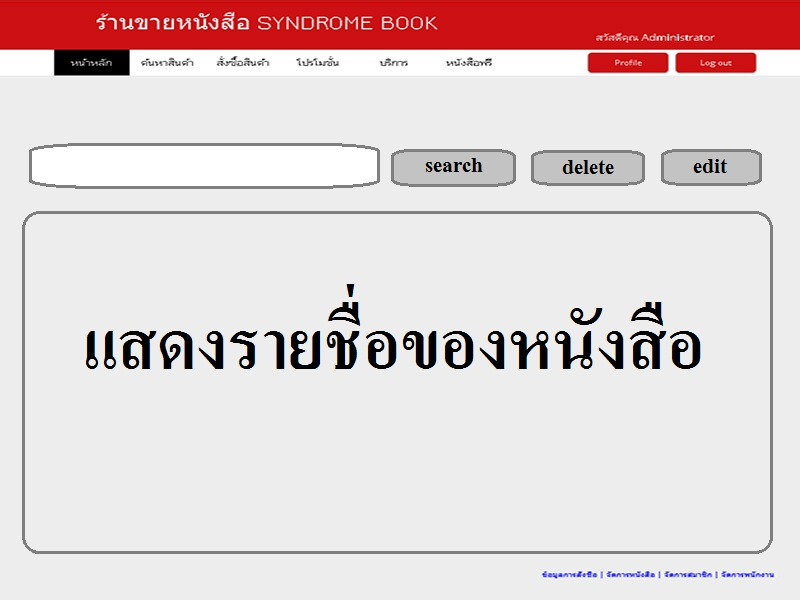 ร้านขายหนังสือ SYNDROME BOOK
สวัสดีคุณ Administrator
หน้าหลัก ค้นหาสินค้า สั่งซื้อสินค้า โปรโมชั่น บริการ หนังสือฟรี Profile Log out
search delete edit
แสดงรายชื่อของหนังสือ
ข้อมูลการสั่งซือ | จัดการหนังสือ | จัดการสมาชิก | จัดการพนักงาน